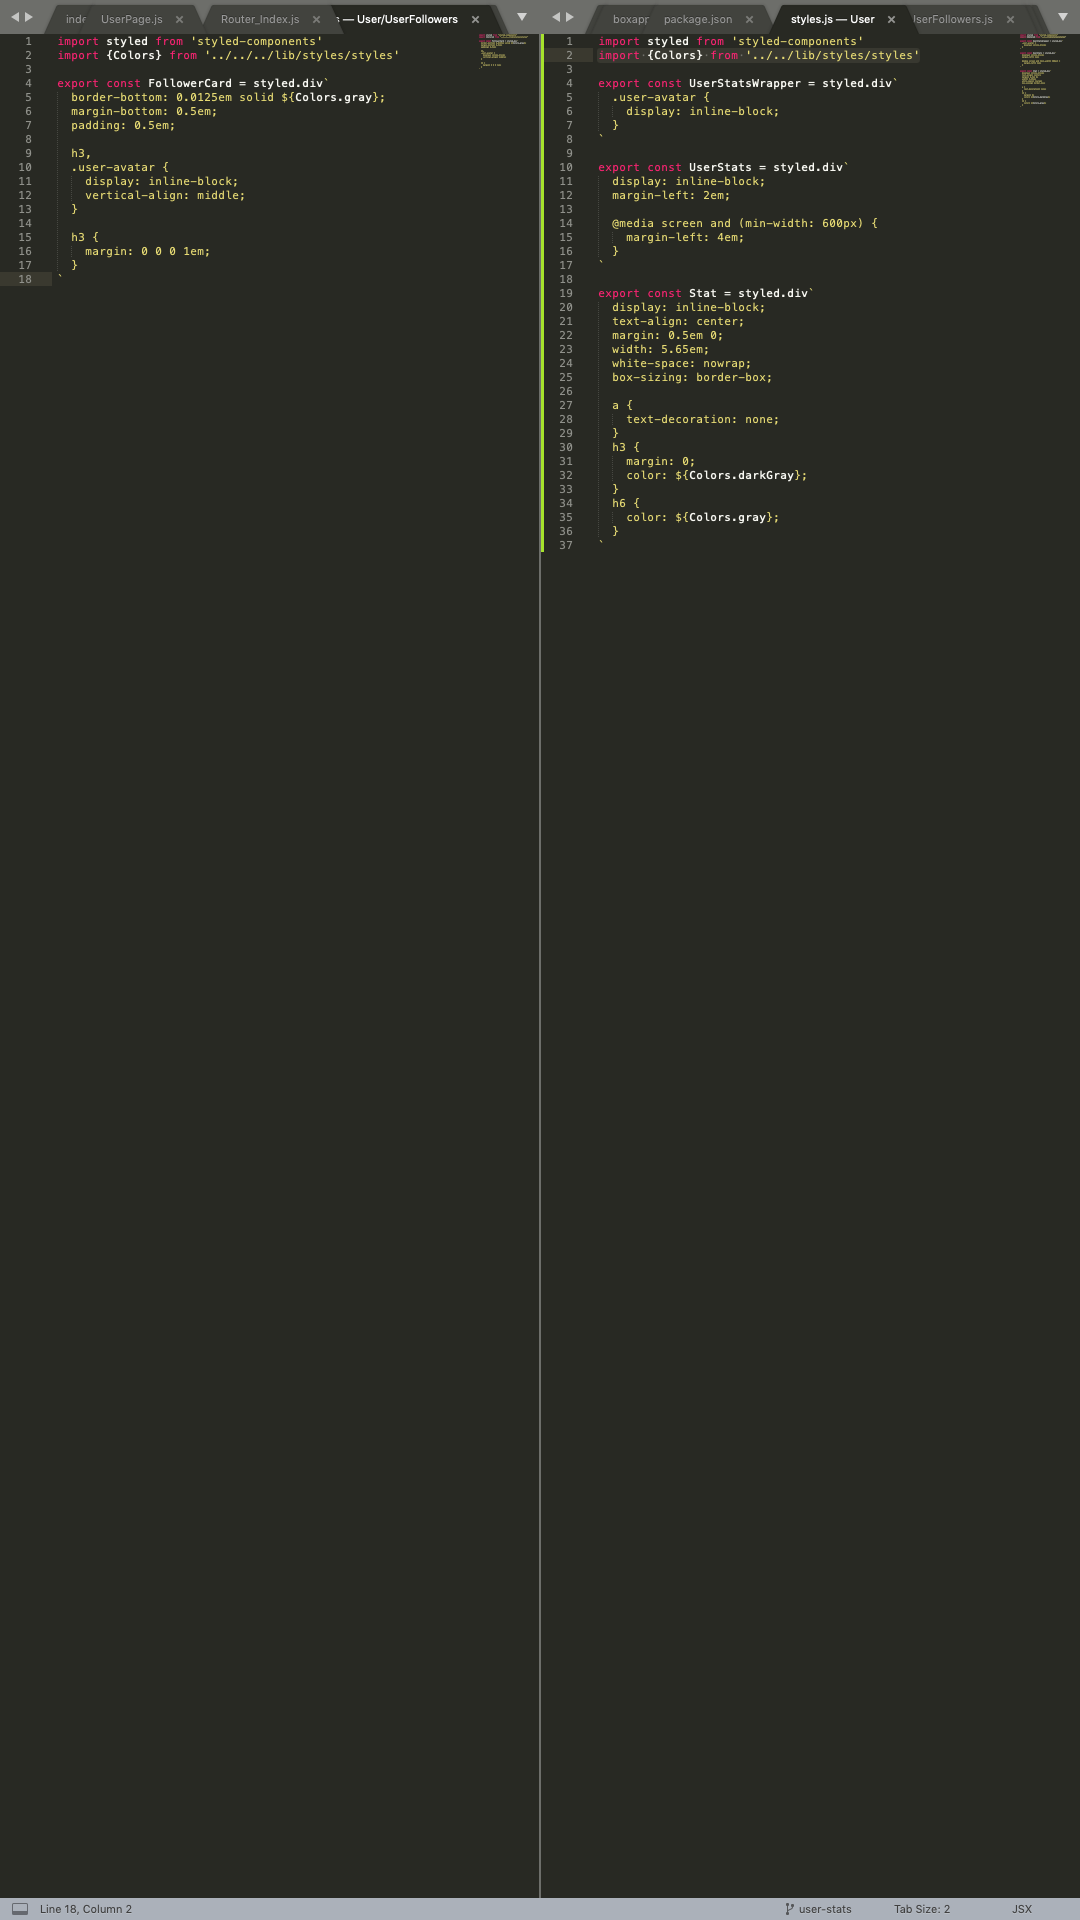 inde UserPage.js × Router_Index.js × s — User/UserFollowers ×
1 import styled from 'styled-components'
2 import {Colors} from '../../../lib/styles/styles'
3
4 export const FollowerCard = styled.div`
5 border-bottom: 0.0125em solid ${Colors.gray};
6 margin-bottom: 0.5em;
7 padding: 0.5em;
8
9 h3,
10 .user-avatar {
11 display: inline-block;
12 vertical-align: middle;
13 }
14
15 h3 {
16 margin: 0 0 0 1em;
17 }
18 `
boxapp package.json × styles.js — User × UserFollowers.js ×
1 import styled from 'styled-components'
2 import {Colors} from '../../lib/styles/styles'
3
4 export const UserStatsWrapper = styled.div`
5 .user-avatar {
6 display: inline-block;
7 }
8 `
9
10 export const UserStats = styled.div`
11 display: inline-block;
12 margin-left: 2em;
13
14 @media screen and (min-width: 600px) {
15 margin-left: 4em;
16 }
17 `
18
19 export const Stat = styled.div`
20 display: inline-block;
21 text-align: center;
22 margin: 0.5em 0;
23 width: 5.65em;
24 white-space: nowrap;
25 box-sizing: border-box;
26
27 a {
28 text-decoration: none;
29 }
30 h3 {
31 margin: 0;
32 color: ${Colors.darkGray};
33 }
34 h6 {
35 color: ${Colors.gray};
36 }
37 `
Line 18, Column 2 user-stats Tab Size: 2 JSX